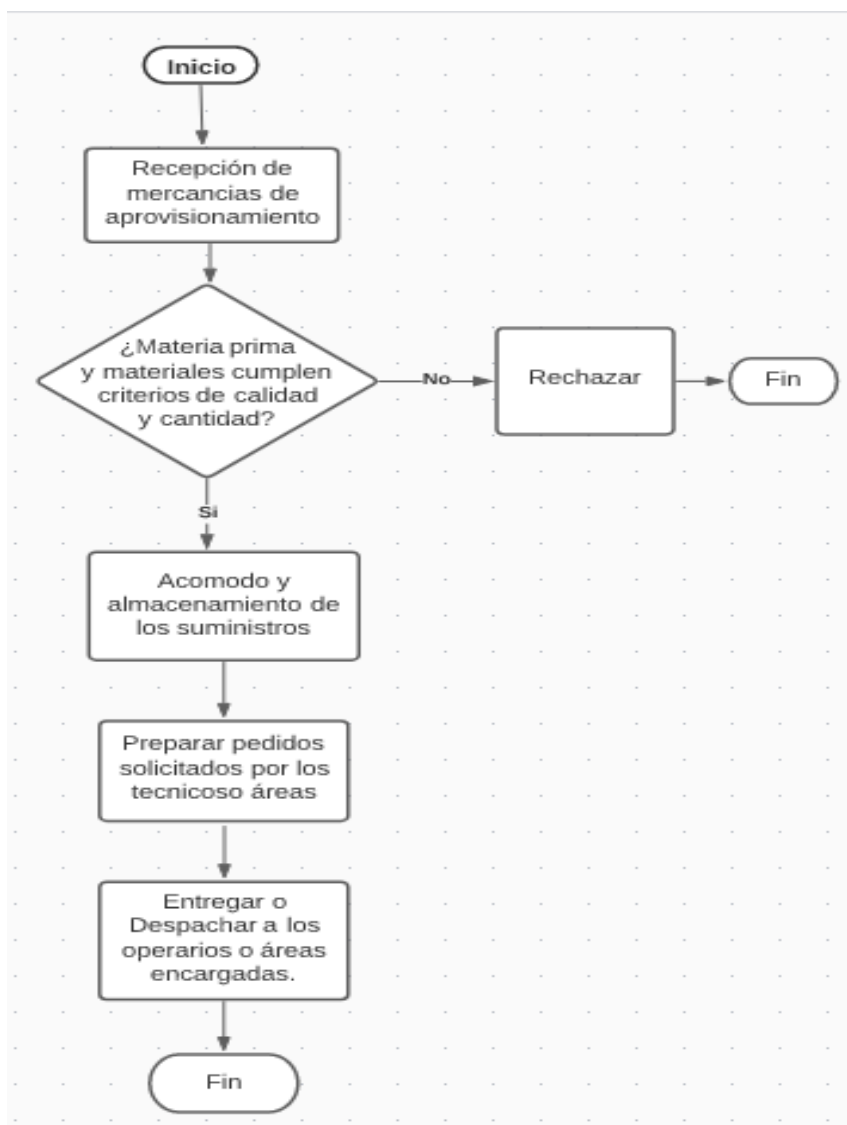 Inicio
Recepción de
mercancias de
aprovisionamiento
¿Materia prima
y materiales cumplen
criterios de calidad
y cantidad?
No
Rechazar
Fin
Si
Acomodo y
almacenamiento de
los suministros
Preparar pedidos
solicitados por los
tecnicoso áreas
Entregar o
Despachar a los
operarios o áreas
encargadas.
Fin